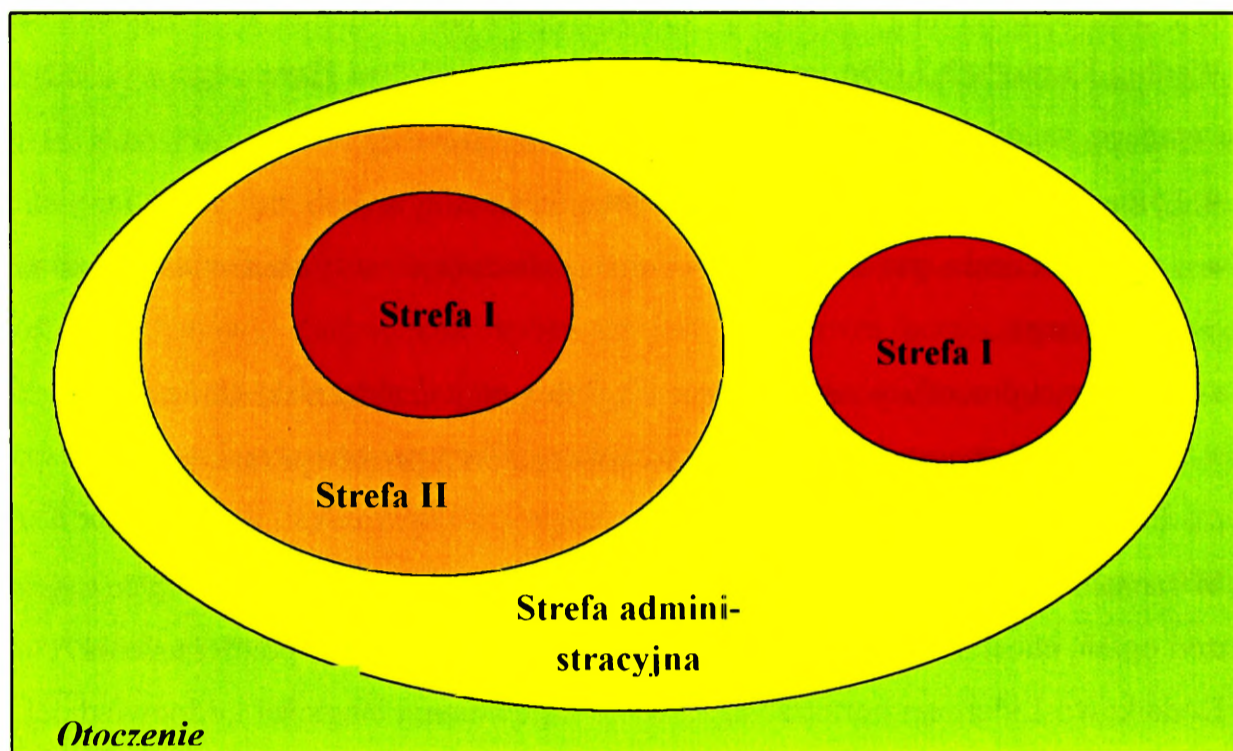 Strefa I
Strefa I
Strefa II
Strefa admini-
stracyjna
Otoczenie